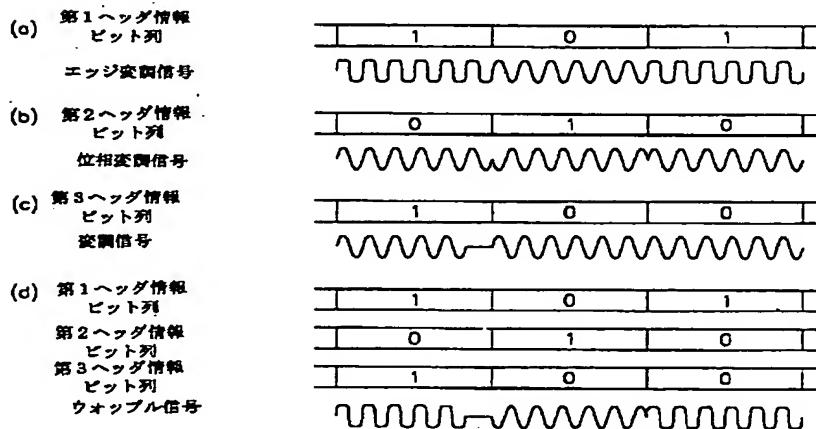 (a) 第1ヘッダ情報
ビット列
1 0 1
エッジ変調信号
(b) 第2ヘッダ情報
ビット列
0 1 0
位相変調信号
(c) 第3ヘッダ情報
ビット列
1 0 0
変調信号
(d) 第1ヘッダ情報
ビット列
1 0 1
第2ヘッダ情報
ビット列
0 1 0
第3ヘッダ情報
ビット列
1 0 0
ウォッブル信号